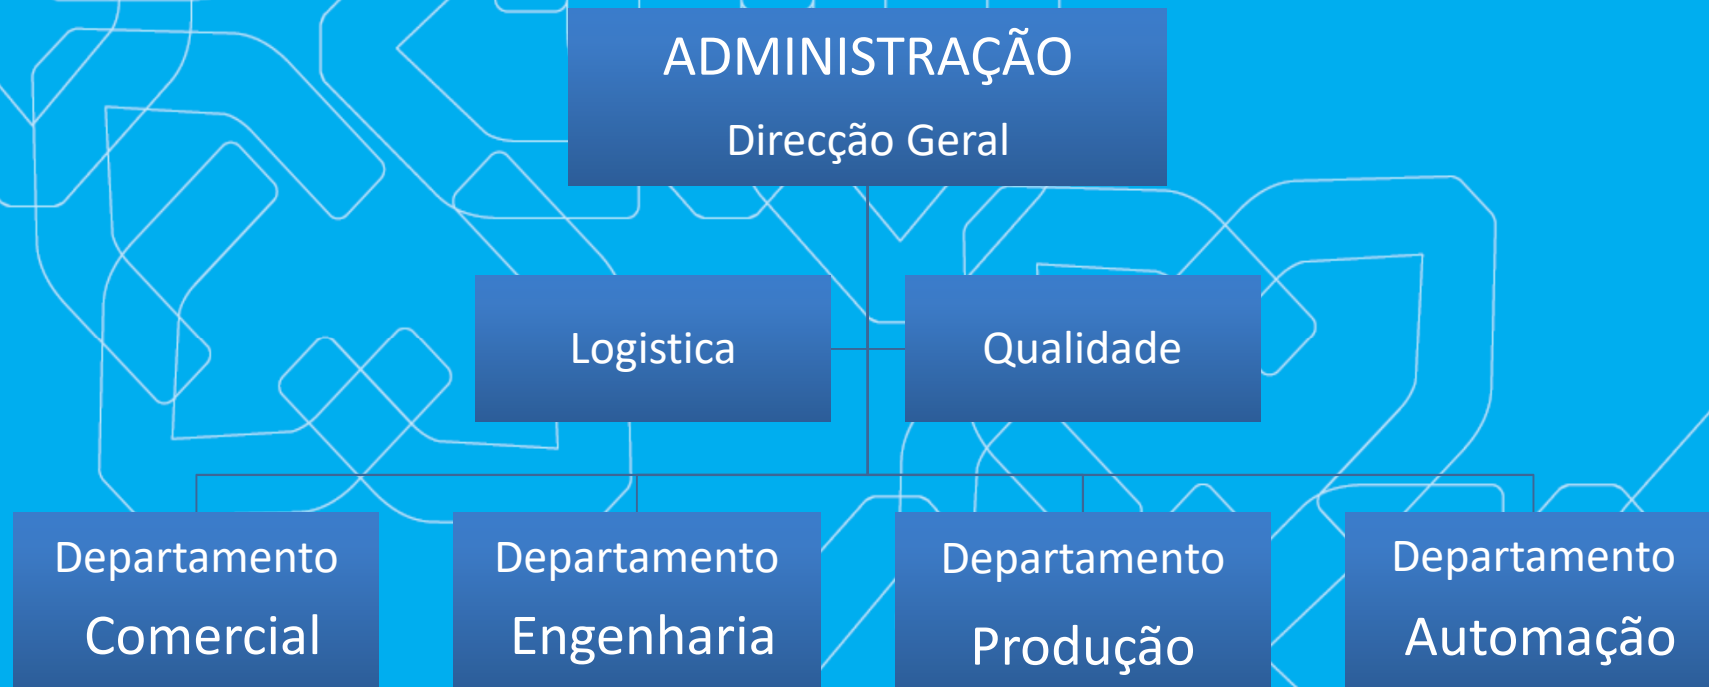 ADMINISTRAÇÃO
Direcção Geral
Logistica
Qualidade
Departamento
Comercial
Departamento
Engenharia
Departamento
Produção
Departamento
Automação